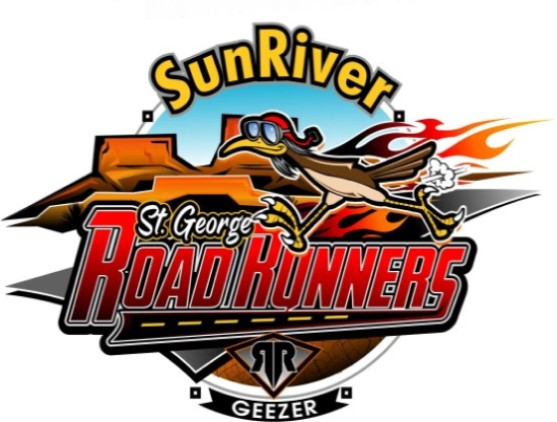 SunRiver
St. George
ROAD RUNNERS
RR
GEEZER